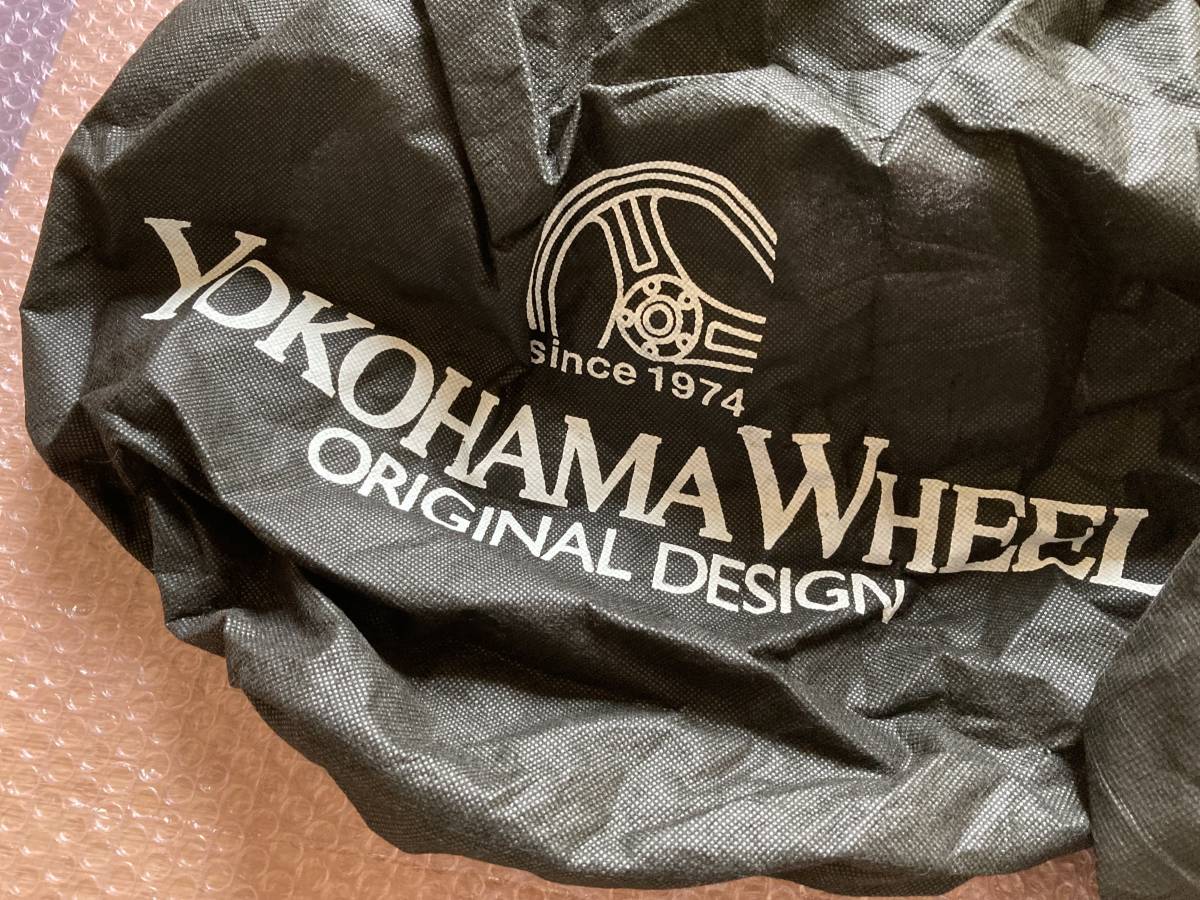 since 1974
YOKOHAMA WHEEL
ORIGINAL DESIGN